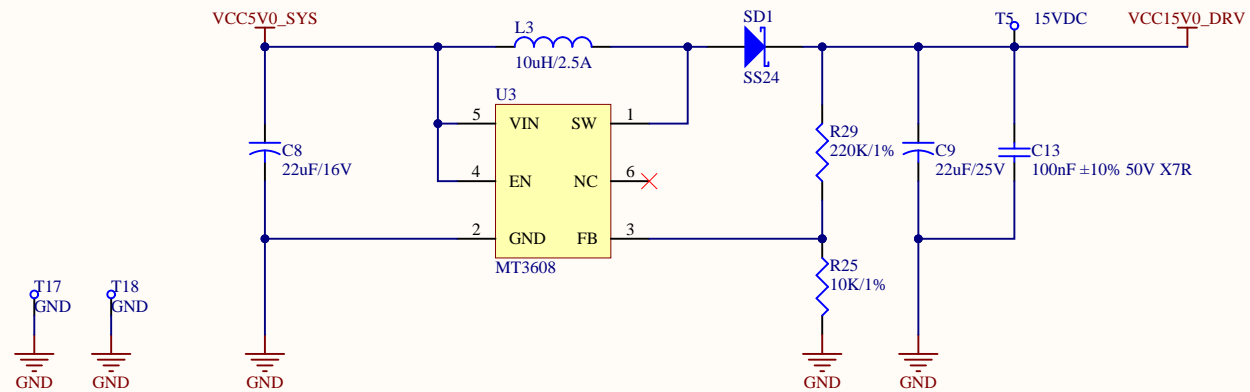 VCC5V0_SYS
L3
10uH/2.5A
SD1
SS24
T5
15VDC
VCC15V0_DRV
U3
5
VIN
SW
1
4
EN
NC
6
2
GND
FB
3
MT3608
C8
22uF/16V
R29
220K/1%
C9
22uF/25V
C13
100nF ±10% 50V X7R
R25
10K/1%
T17
GND
T18
GND
GND
GND
GND
GND
GND